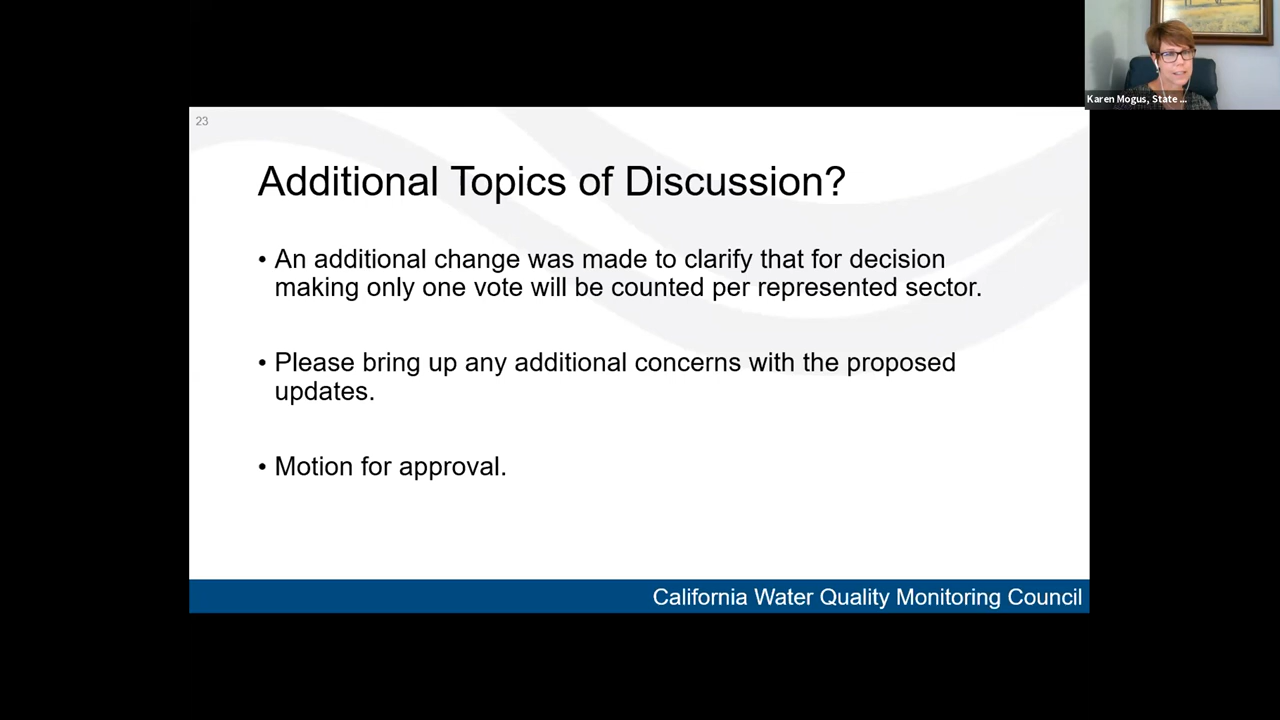 Karen Mogus, State ...
23
Additional Topics of Discussion?
• An additional change was made to clarify that for decision
making only one vote will be counted per represented sector.
• Please bring up any additional concerns with the proposed
updates.
• Motion for approval.
California Water Quality Monitoring Council